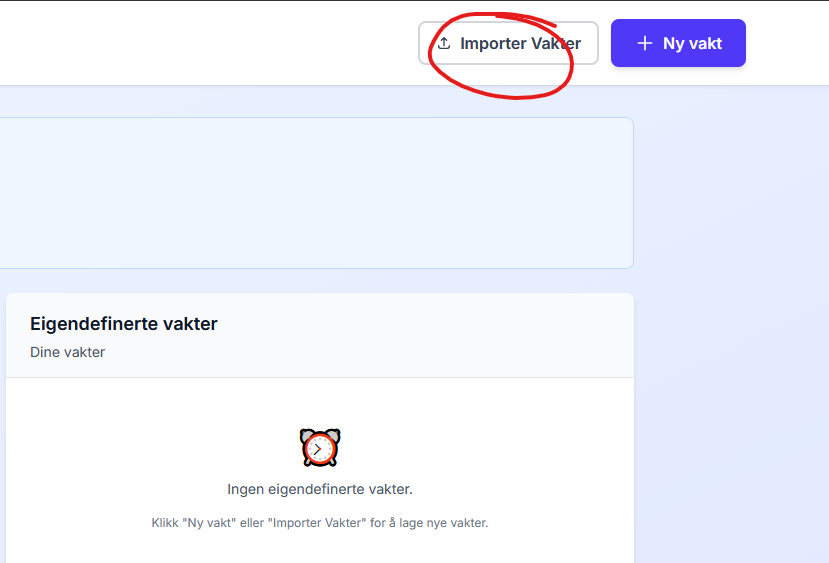 Importer Vakter
Ny vakt
Eigendefinerte vakter
Dine vakter
Ingen eigendefinerte vakter.
Klikk "Ny vakt" eller "Importer Vakter" for å lage nye vakter.